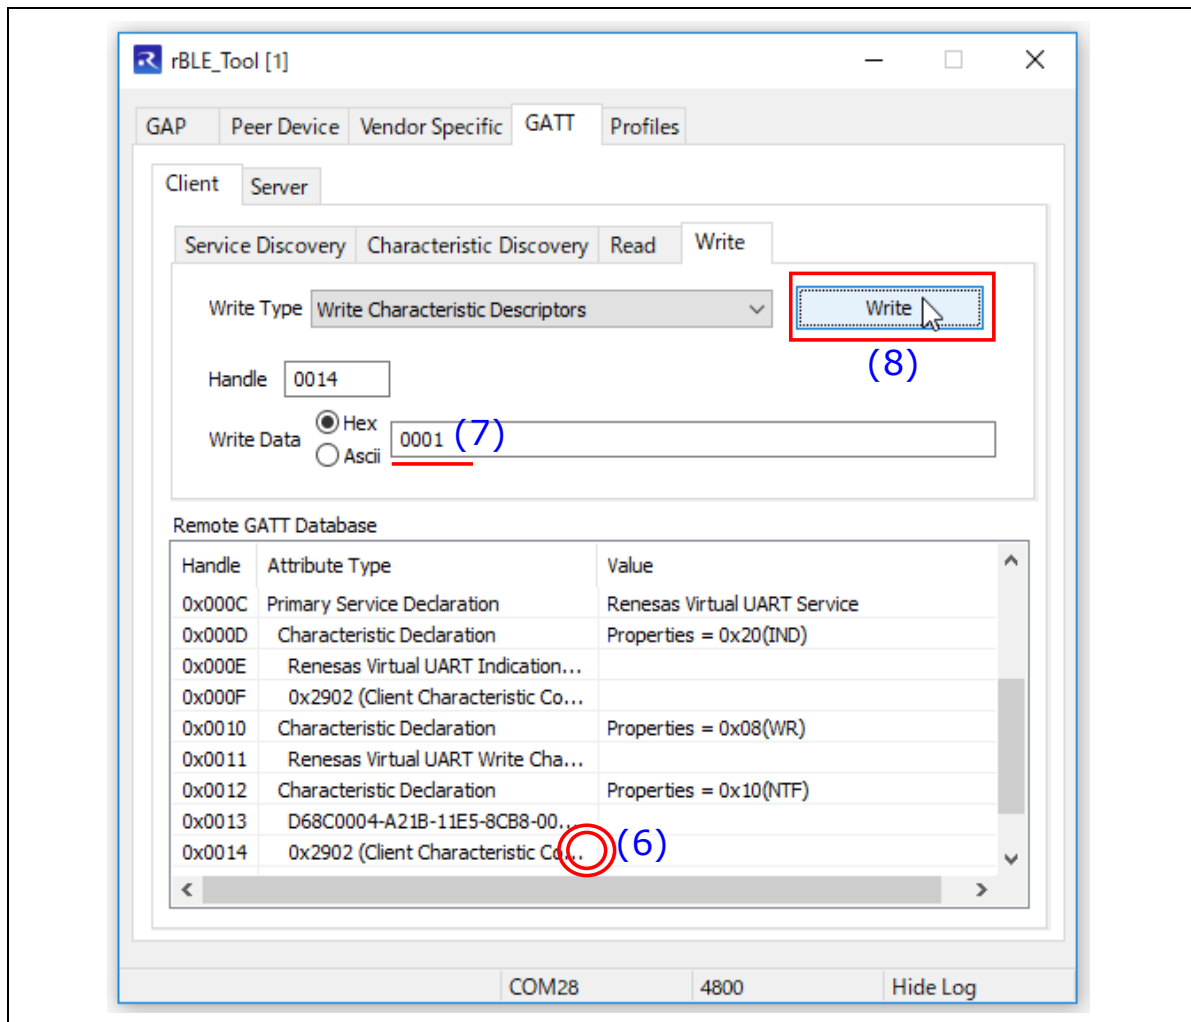 rBLE_Tool [1]
GAP Peer Device Vendor Specific GATT Profiles
Client Server
Service Discovery Characteristic Discovery Read Write
Write Type Write Characteristic Descriptors Write
(8)
Handle 0014
Hex
Write Data 0001 (7)
Ascii
Remote GATT Database
Handle Attribute Type Value
0x000C Primary Service Declaration Renesas Virtual UART Service
0x000D Characteristic Declaration Properties = 0x20(IND)
0x000E Renesas Virtual UART Indication...
0x000F 0x2902 (Client Characteristic Co...
0x0010 Characteristic Declaration Properties = 0x08(WR)
0x0011 Renesas Virtual UART Write Cha...
0x0012 Characteristic Declaration Properties = 0x10(NTF)
0x0013 D68C0004-A21B-11E5-8CB8-00...
0x0014 0x2902 (Client Characteristic Co... (6)
COM28 4800 Hide Log